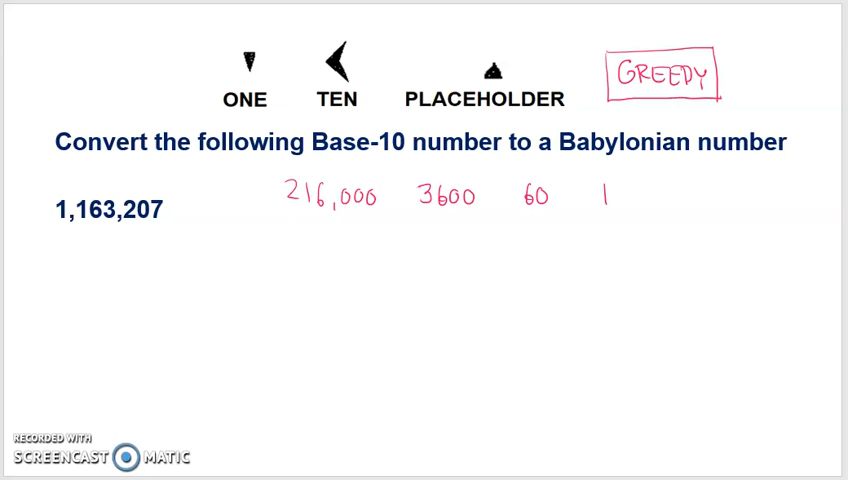 ONE TEN PLACEHOLDER GREEDY
Convert the following Base-10 number to a Babylonian number
1,163,207 216,000 3600 60 1
RECORDED WITH
SCREENCAST MATIC